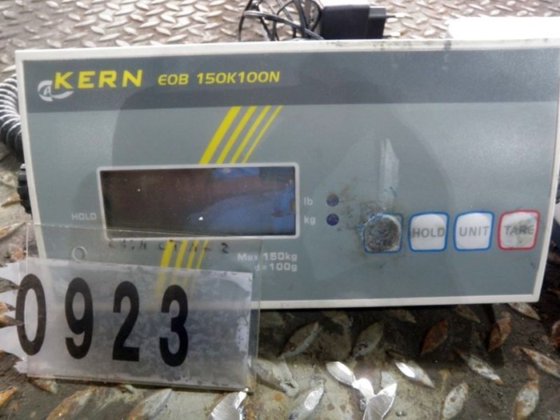 KERN EOB 150K100N
lb
HOLD kg
HOLD UNIT TARE
Max 150kg
d=100g
0923